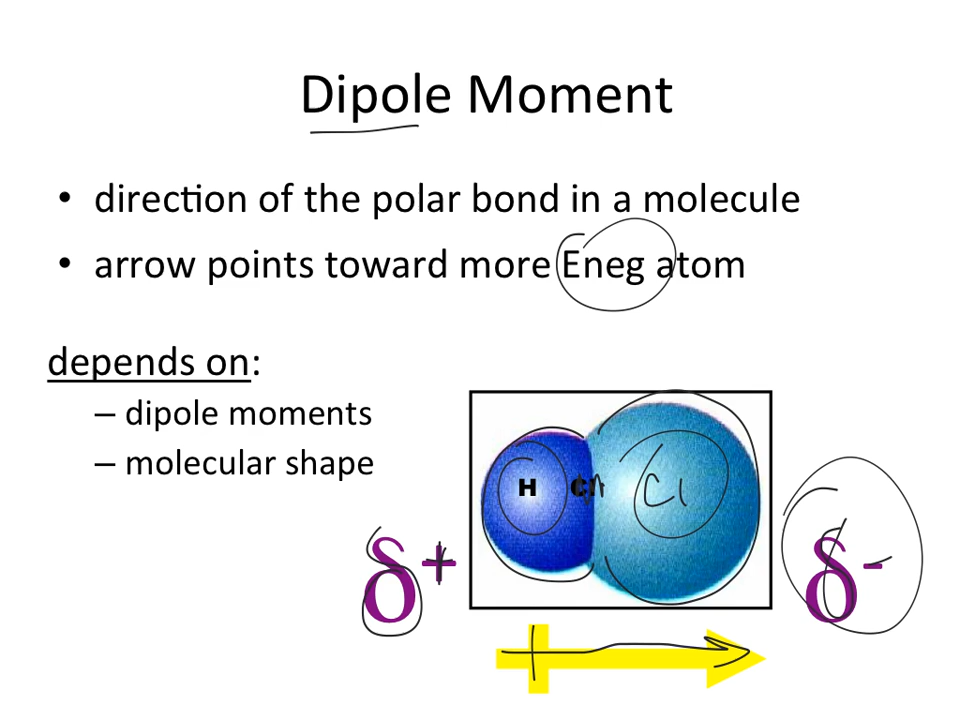 Dipole Moment
• direction of the polar bond in a molecule
• arrow points toward more Eneg atom
depends on:
– dipole moments
– molecular shape
H Cl
δ+ δ-